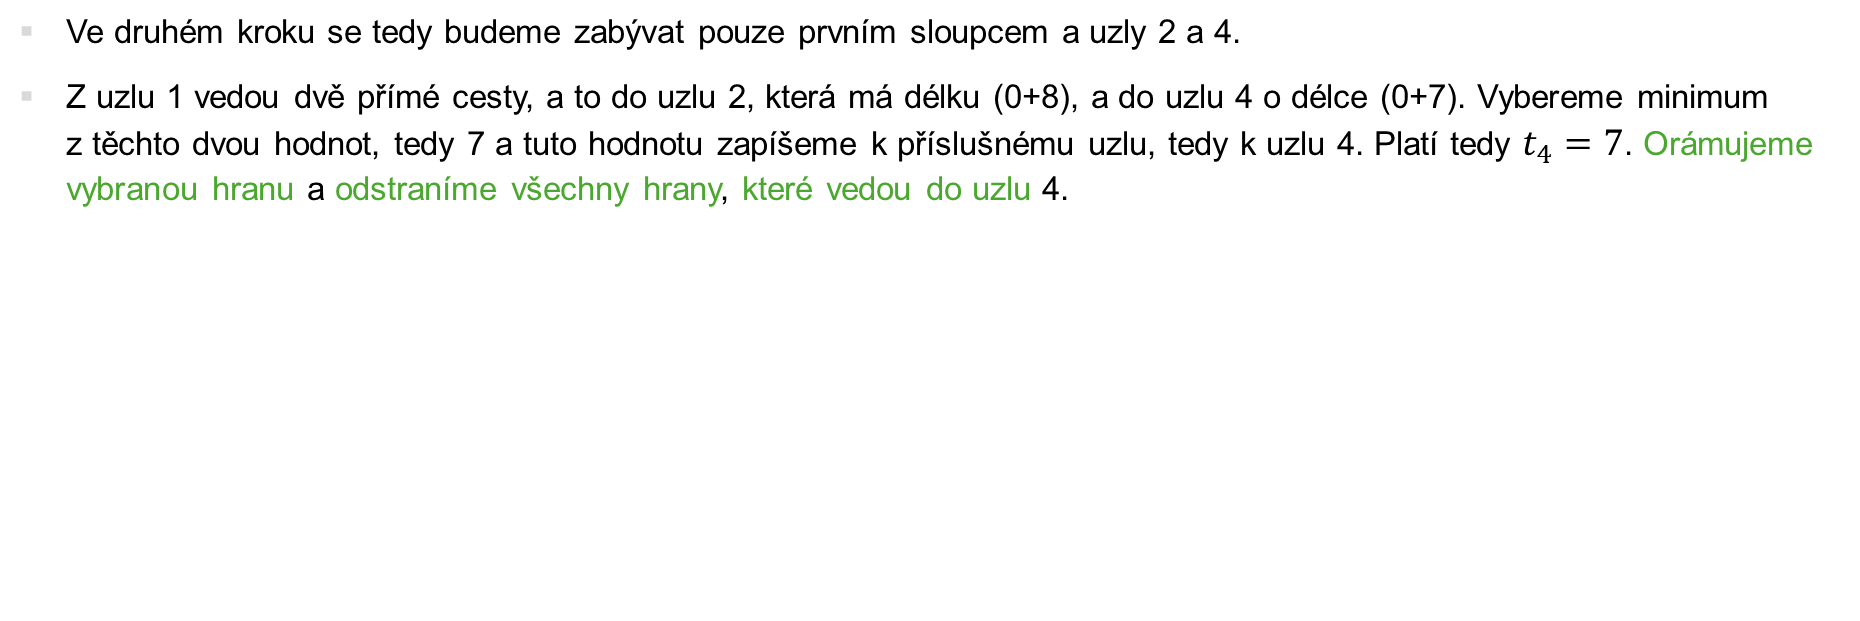 Ve druhém kroku se tedy budeme zabývat pouze prvním sloupcem a uzly 2 a 4.
Z uzlu 1 vedou dvě přímé cesty, a to do uzlu 2, která má délku (0+8), a do uzlu 4 o délce (0+7). Vybereme minimum
z těchto dvou hodnot, tedy 7 a tuto hodnotu zapíšeme k příslušnému uzlu, tedy k uzlu 4. Platí tedy t₄ = 7. Orámujeme
vybranou hranu a odstraníme všechny hrany, které vedou do uzlu 4.